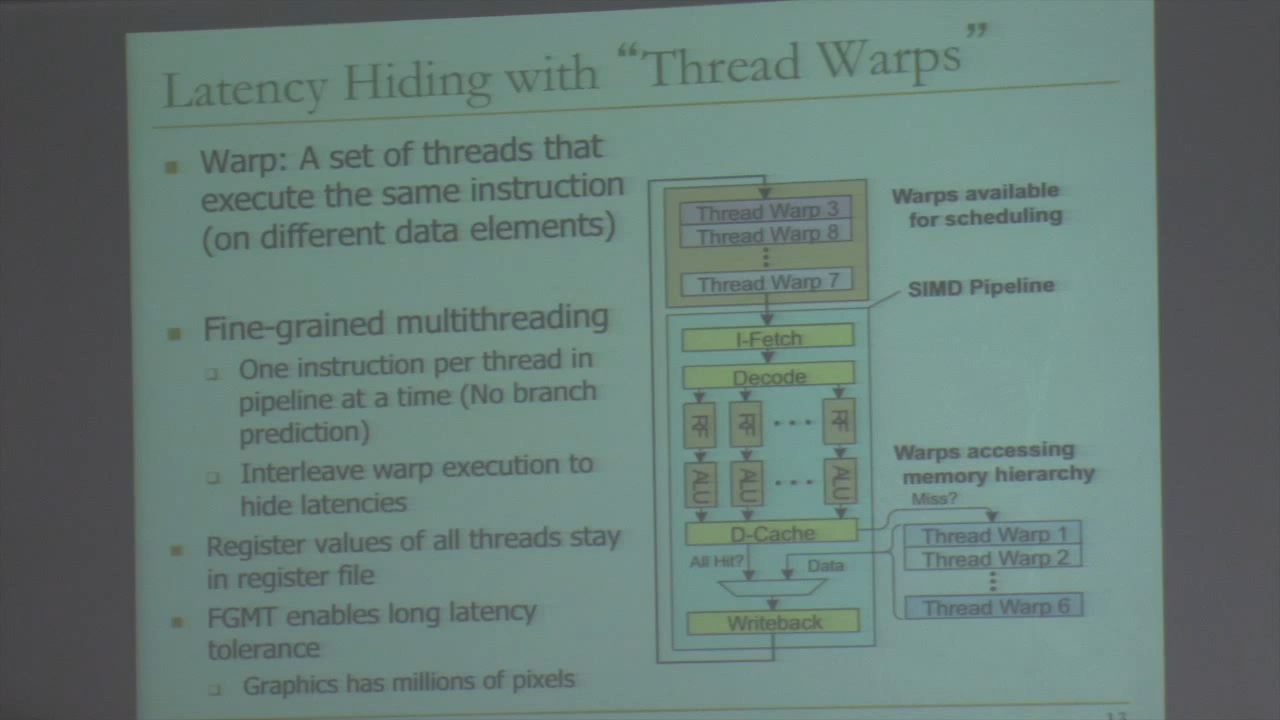 Latency Hiding with “Thread Warps”
Warp: A set of threads that
execute the same instruction
(on different data elements)
Fine-grained multithreading
One instruction per thread in
pipeline at a time (No branch
prediction)
Interleave warp execution to
hide latencies
Register values of all threads stay
in register file
FGMT enables long latency
tolerance
Graphics has millions of pixels
Thread Warp 3
Thread Warp 8
Thread Warp 7
Warps available
for scheduling
SIMD Pipeline
I-Fetch
Decode
RF
RF
RF
ALU
ALU
ALU
D-Cache
All Hit?
Data
Writeback
Warps accessing
memory hierarchy
Miss?
Thread Warp 1
Thread Warp 2
Thread Warp 6